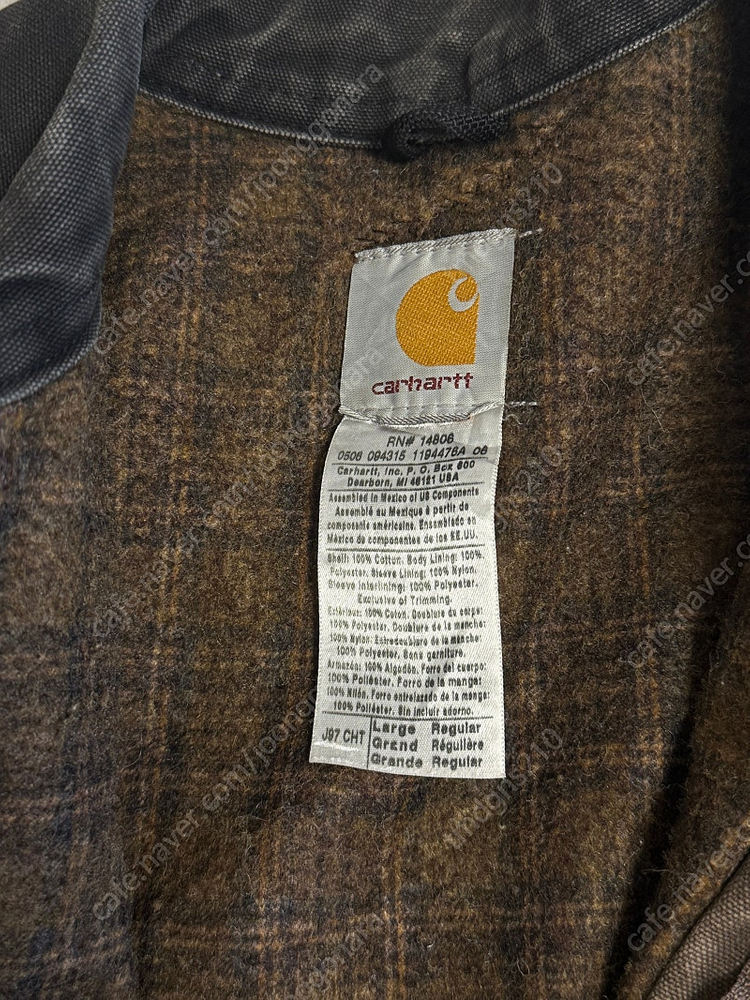 carhartt
RN# 14806
0506 094315 1194475A 06
Carhartt, Inc. P. O. Box 600
Dearborn, MI 48121 USA
Assembled in Mexico of US Components
Assemblé au Mexique à partir de
composants américains. Ensamblado en
México de componentes de los EE.UU.
Shell: 100% Cotton. Body Lining: 100%
Polyester. Sleeve Lining: 100% Nylon.
Sleeve Interlining: 100% Polyester.
Exclusive of Trimming.
Extérieur: 100% Coton. Doublure du corps:
100% Polyester. Doublure de la manche:
100% Nylon. Entredoublure de la manche:
100% Polyester. Sans garniture.
Armazón: 100% Algodón. Forro del cuerpo:
100% Poliéster. Forro de la manga:
100% Nilón. Forro entrelazado de la manga:
100% Poliéster. Sin incluir adorno.
J97 CHT
Large Regular
Grand Régulière
Grande Regular
cafe.naver.com/joonggonara